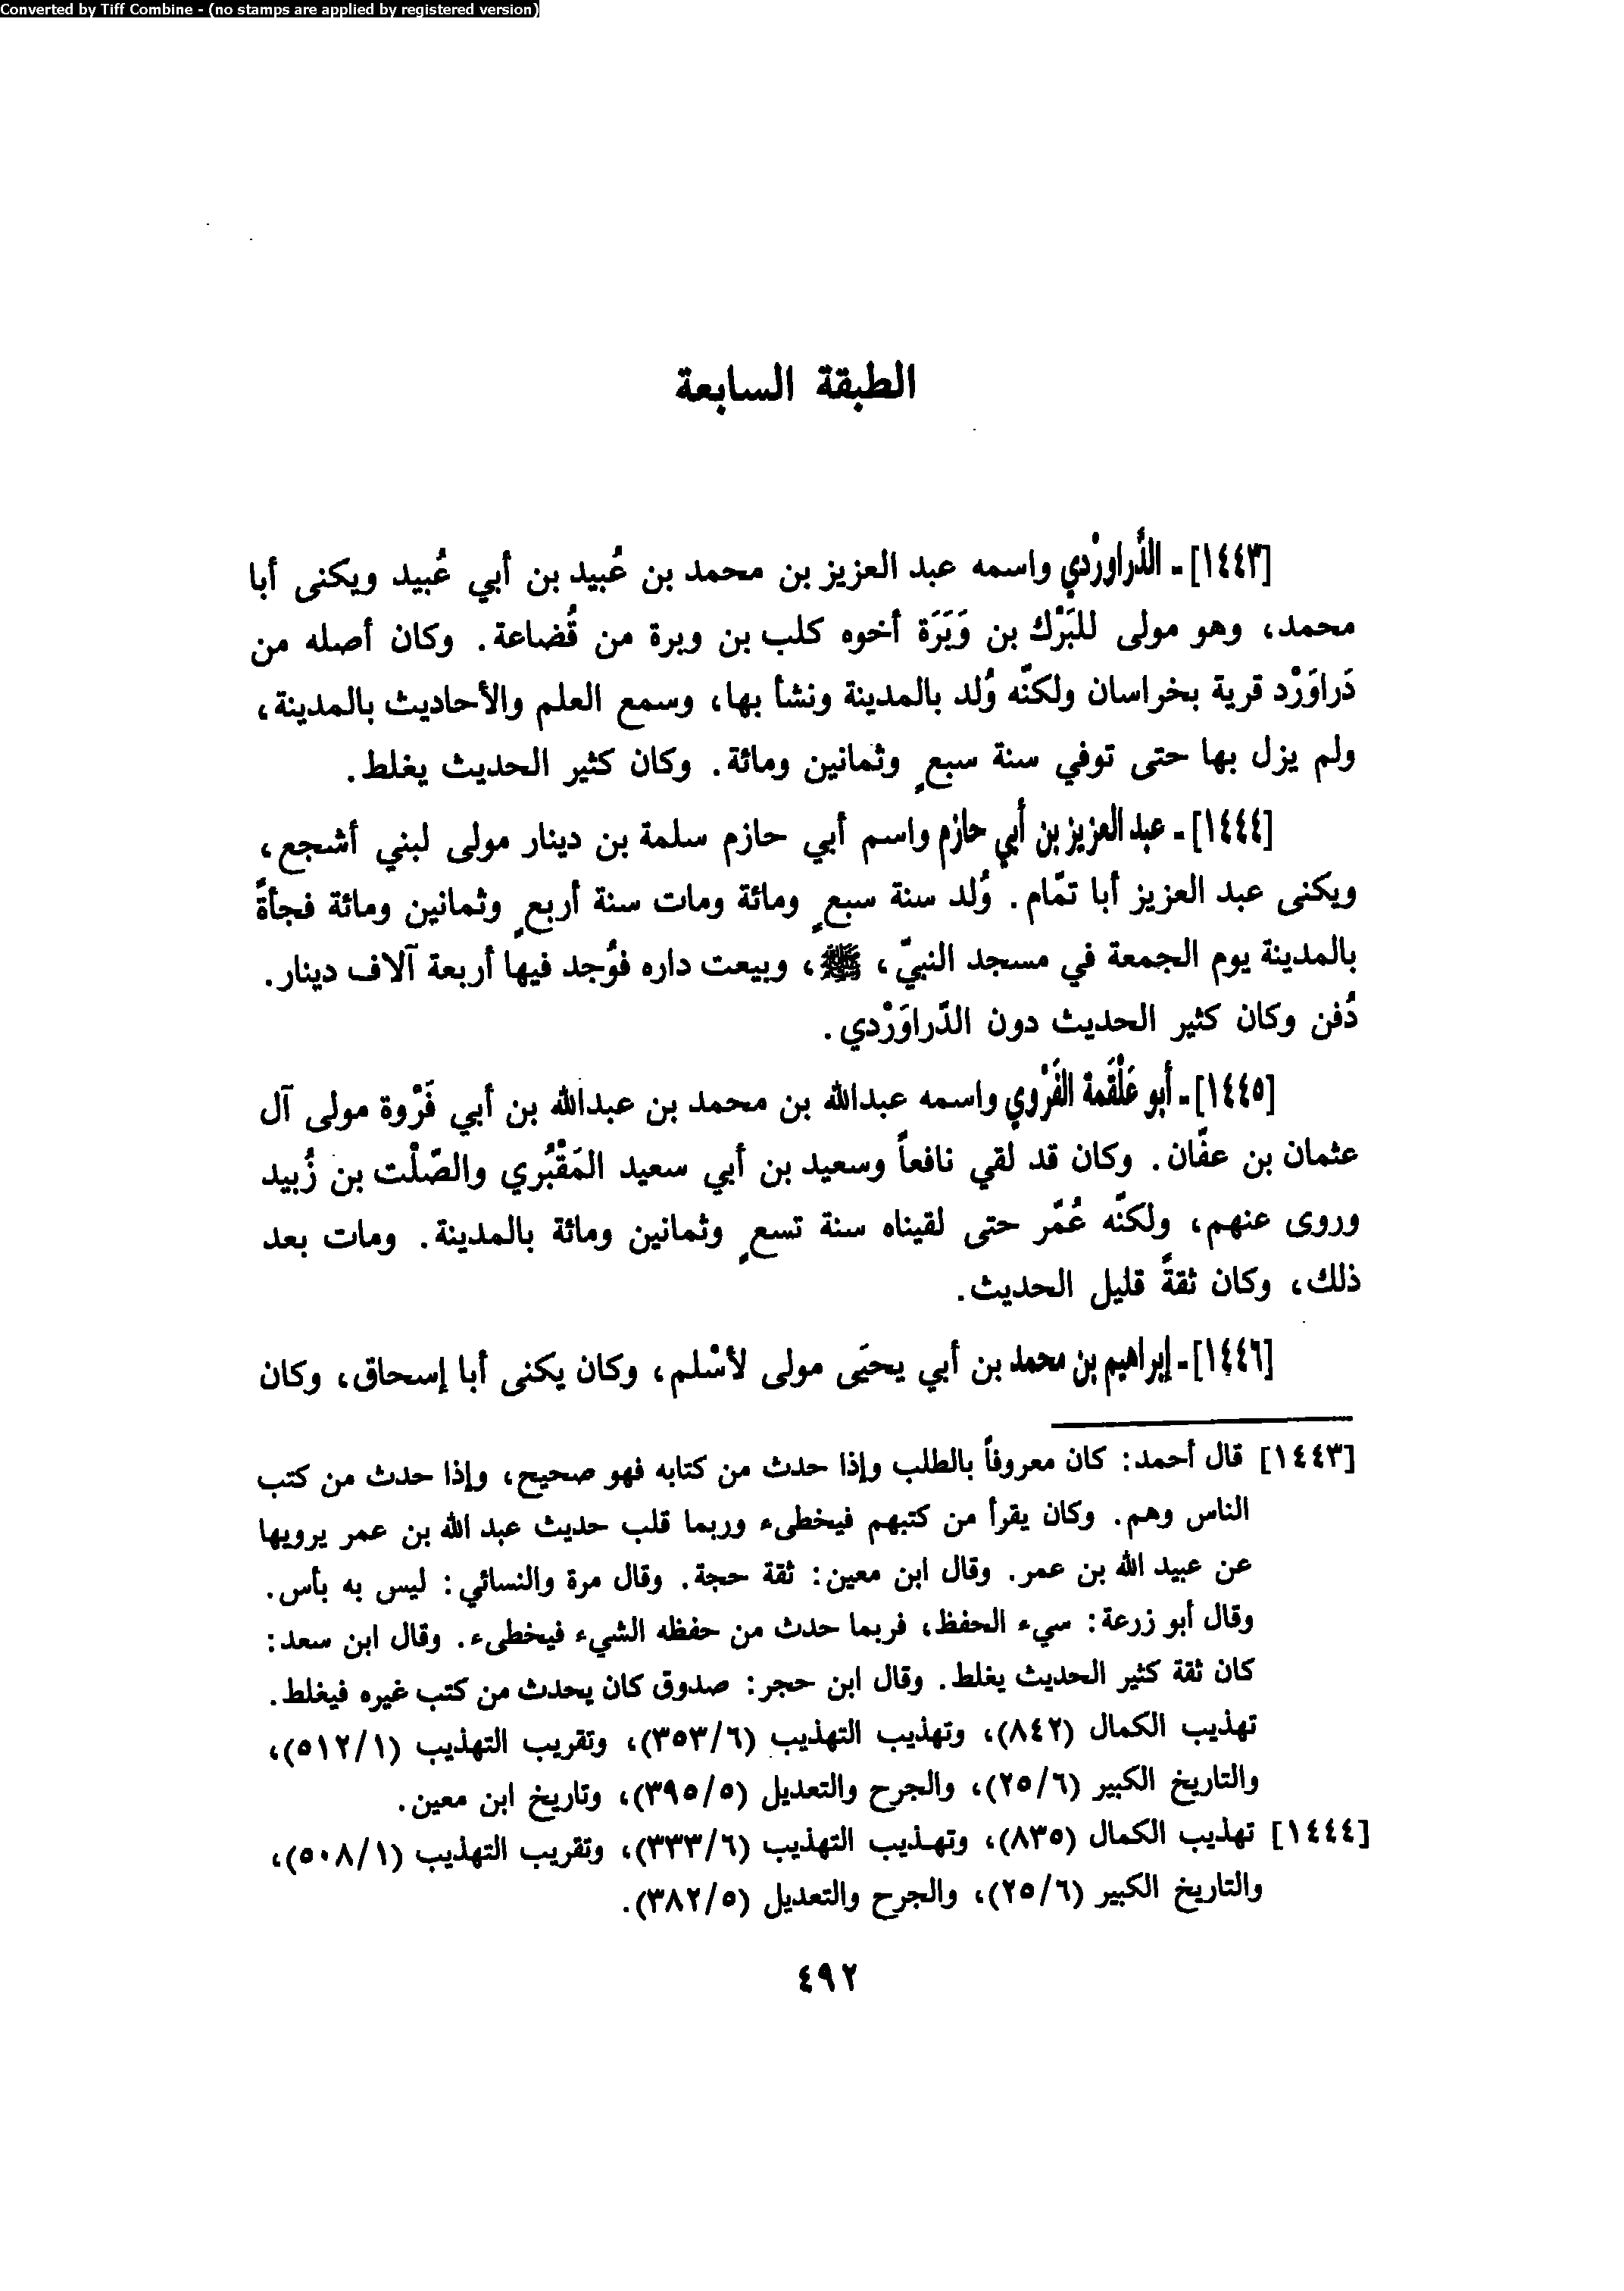 Converted by Tiff Combine - (no stamps are applied by registered version)
الطبقة السابعة
[١٤٤٣] - الدَّراوَرْدي واسمه عبد العزيز بن محمد بن عُبيد بن أبي عُبيد ويكنى أبا
محمد، وهو مولى للبَرْك بن وَبَرَة أخوه كلب بن وبرة من قُضاعة. وكان أصله من
دَراوَرْد قرية بخراسان ولكنّه وُلد بالمدينة ونشأ بها، وسمع العلم والأحاديث بالمدينة،
ولم يزل بها حتى توفي سنة سبعٍ وثمانين ومائة. وكان كثير الحديث يغلط.
[١٤٤٤] - عبد العزيز بن أبي حازم واسم أبي حازم سلمة بن دينار مولى لبني أشجع،
ويكنى عبد العزيز أبا تمّام. وُلد سنة سبعٍ ومائة ومات سنة أربعٍ وثمانين ومائة فجأةً
بالمدينة يوم الجمعة في مسجد النبيّ، ﷺ، وبيعت داره فوُجد فيها أربعة آلاف دينار.
دُفن وكان كثير الحديث دون الدّراوَرْدي.
[١٤٤٥] - أبو عَلْقَمة الفَرْوي واسمه عبدالله بن محمد بن عبدالله بن أبي فَرْوة مولى آل
عثمان بن عفّان. وكان قد لقي نافعاً وسعيد بن أبي سعيد المَقْبُري والصّلْت بن زُبيد
وروى عنهم، ولكنّه عُمّر حتى لقيناه سنة تسعٍ وثمانين ومائة بالمدينة. ومات بعد
ذلك، وكان ثقةً قليل الحديث.
[١٤٤٦] - إبراهيم بن محمد بن أبي يحيَى مولى لأسْلم، وكان يكنى أبا إسحاق، وكان
[١٤٤٣] قال أحمد: كان معروفاً بالطلب وإذا حدث من كتابه فهو صحيح، وإذا حدث من كتب
الناس وهم. وكان يقرأ من كتبهم فيخطىء وربما قلب حديث عبد الله بن عمر يرويها
عن عبيد الله بن عمر. وقال ابن معين: ثقة حجة. وقال مرة والنسائي: ليس به بأس.
وقال أبو زرعة: سيء الحفظ، فربما حدث من حفظه الشيء فيخطىء. وقال ابن سعد:
كان ثقة كثير الحديث يغلط. وقال ابن حجر: صدوق كان يحدث من كتب غيره فيغلط.
تهذيب الكمال (٨٤٢)، وتهذيب التهذيب (٣٥٣/٦)، وتقريب التهذيب (٥١٢/١)،
والتاريخ الكبير (٢٥/٦)، والجرح والتعديل (٣٩٥/٥)، وتاريخ ابن معين.
[١٤٤٤] تهذيب الكمال (٨٣٥)، وتهـذيب التهذيب (٣٣٣/٦)، وتقريب التهذيب (٥٠٨/١)،
والتاريخ الكبير (٢٥/٦)، والجرح والتعديل (٣٨٢/٥).
٤٩٢